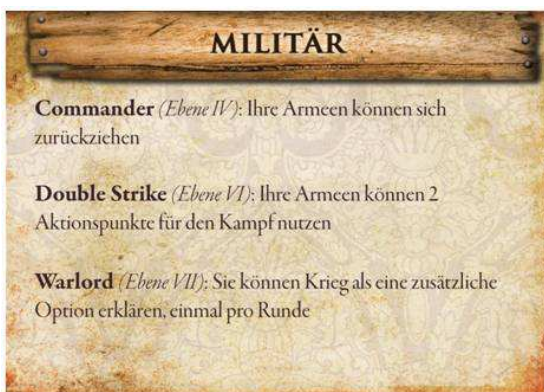 MILITÄR
Commander (Ebene IV): Ihre Armeen können sich
zurückziehen
Double Strike (Ebene VI): Ihre Armeen können 2
Aktionspunkte für den Kampf nutzen
Warlord (Ebene VII): Sie können Krieg als eine zusätzliche
Option erklären, einmal pro Runde